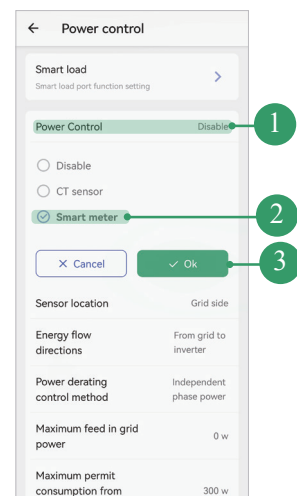 ← Power control
Smart load
Smart load port function setting
Power Control Disable
1
Disable
CT sensor
Smart meter
2
× Cancel
✓ Ok
3
Sensor location Grid side
Energy flow From grid to
directions inverter
Power derating Independent
control method phase power
Maximum feed in grid
power 0 w
Maximum permit
consumption from 300 w